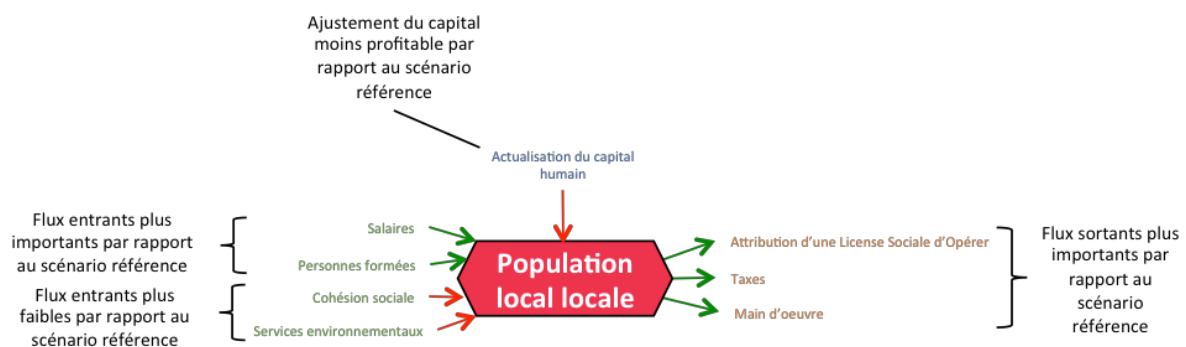 Ajustement du capital
moins profitable par
rapport au scénario
référence
Actualisation du capital
humain
Flux entrants plus
importants par rapport
au scénario référence
Flux entrants plus
faibles par rapport au
scénario référence
Salaires
Personnes formées
Cohésion sociale
Services environmentaux
Population
local locale
Attribution d'une License Sociale d'Opérer
Taxes
Main d'oeuvre
Flux sortants plus
importants par
rapport au
scénario
référence